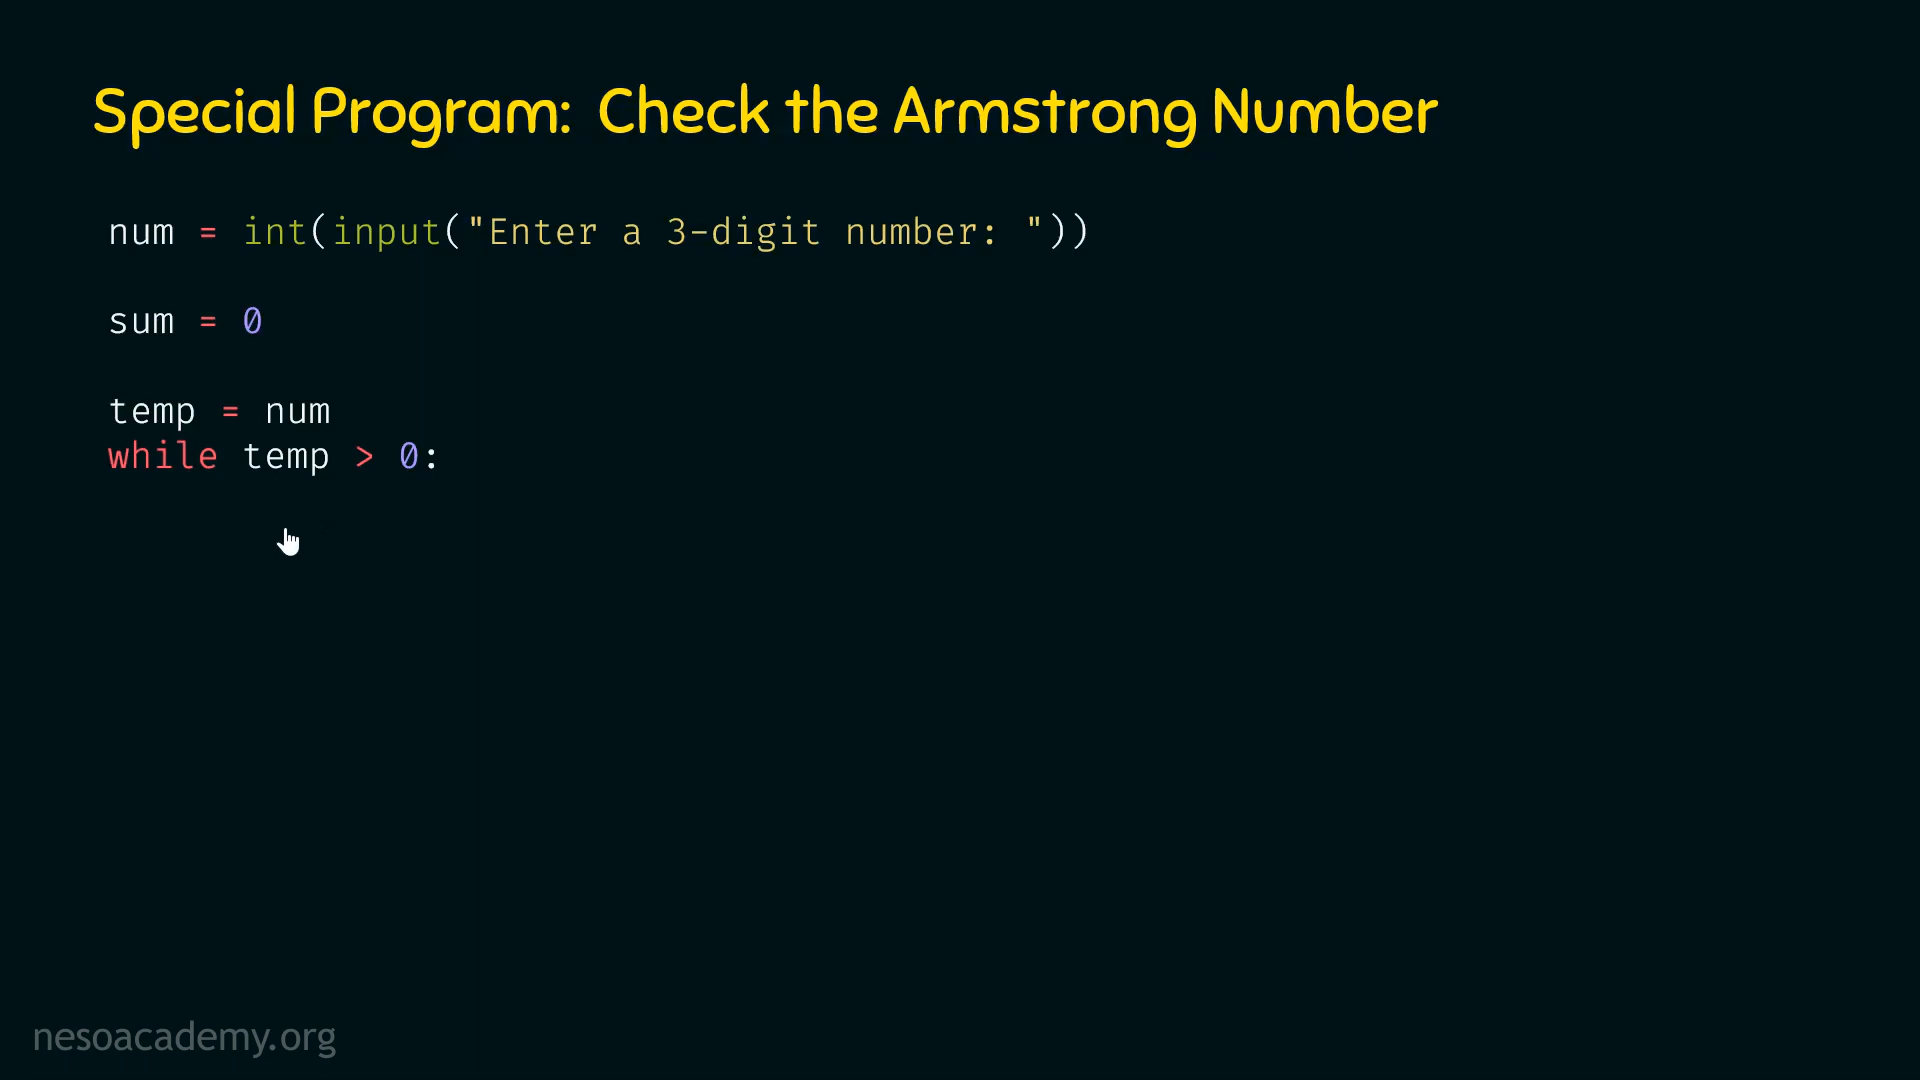 Special Program: Check the Armstrong Number
num = int(input("Enter a 3-digit number: "))
sum = 0
temp = num
while temp > 0:
nesoacademy.org